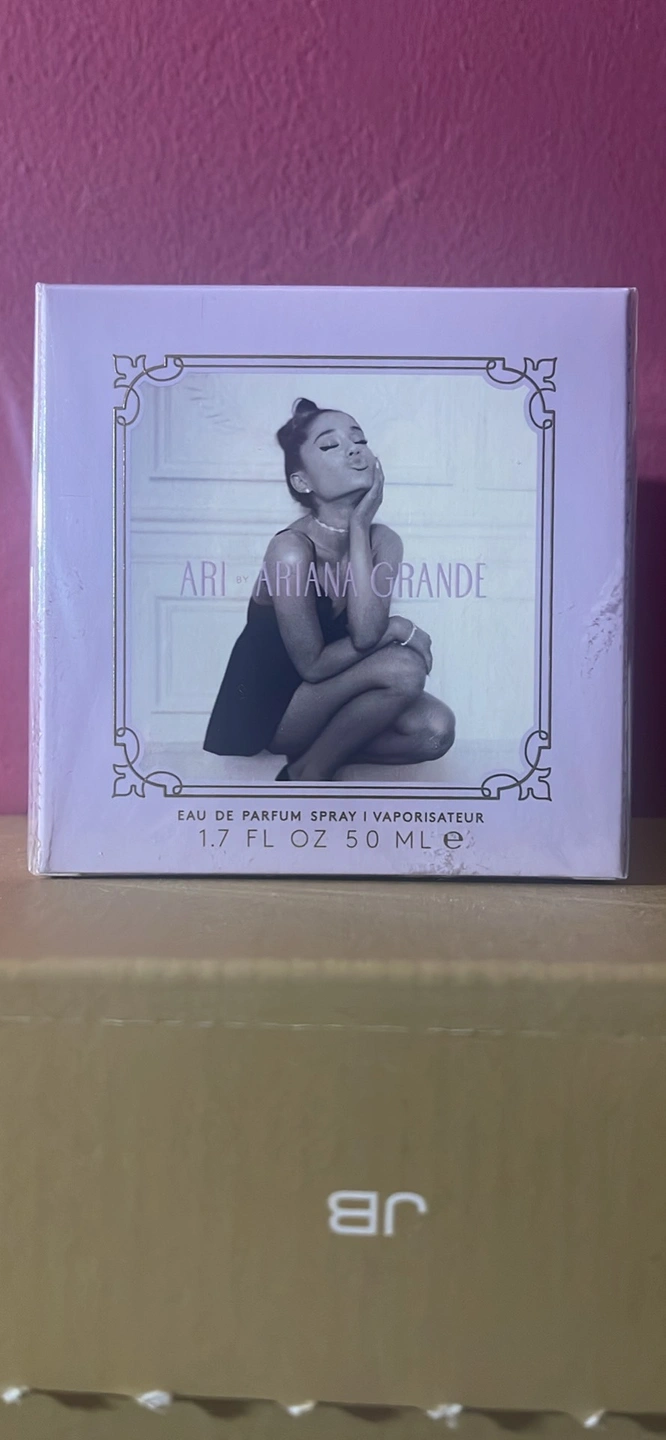 ARI BY ARIANA GRANDE
EAU DE PARFUM SPRAY | VAPORISATEUR
1.7 FL OZ 50 ML ℮
JB